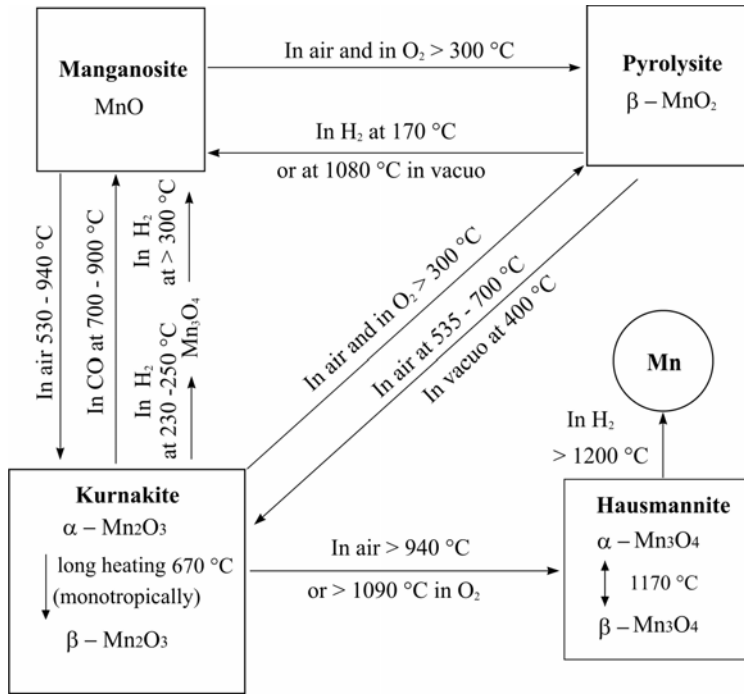 Manganosite
MnO
In air and in O₂ > 300 °C
Pyrolysite
β – MnO₂
In H₂ at 170 °C
or at 1080 °C in vacuo
In air 530 - 940 °C
In CO at 700 - 900 °C
In H₂
at > 300 °C
Mn₃O₄
In H₂
at 230 -250 °C
In air and in O₂ > 300 °C
In air at 535 - 700 °C
In vacuo at 400 °C
Mn
In H₂
> 1200 °C
Kurnakite
α – Mn₂O₃
long heating 670 °C
(monotropically)
β – Mn₂O₃
In air > 940 °C
or > 1090 °C in O₂
Hausmannite
α – Mn₃O₄
1170 °C
β – Mn₃O₄